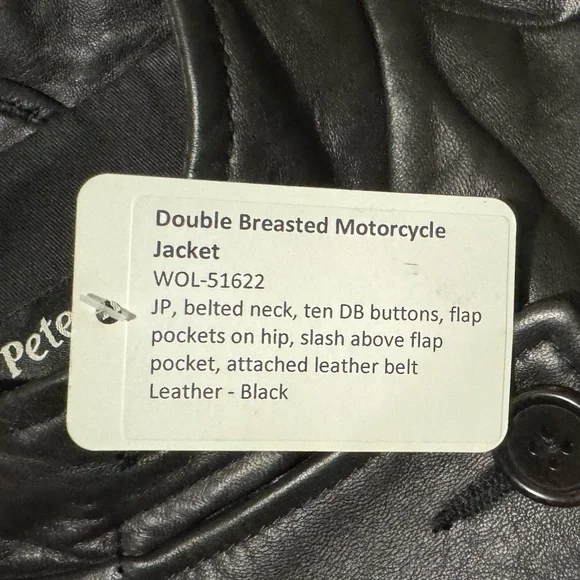 Double Breasted Motorcycle
Jacket
WOL-51622
JP, belted neck, ten DB buttons, flap
pockets on hip, slash above flap
pocket, attached leather belt
Leather - Black
Pete